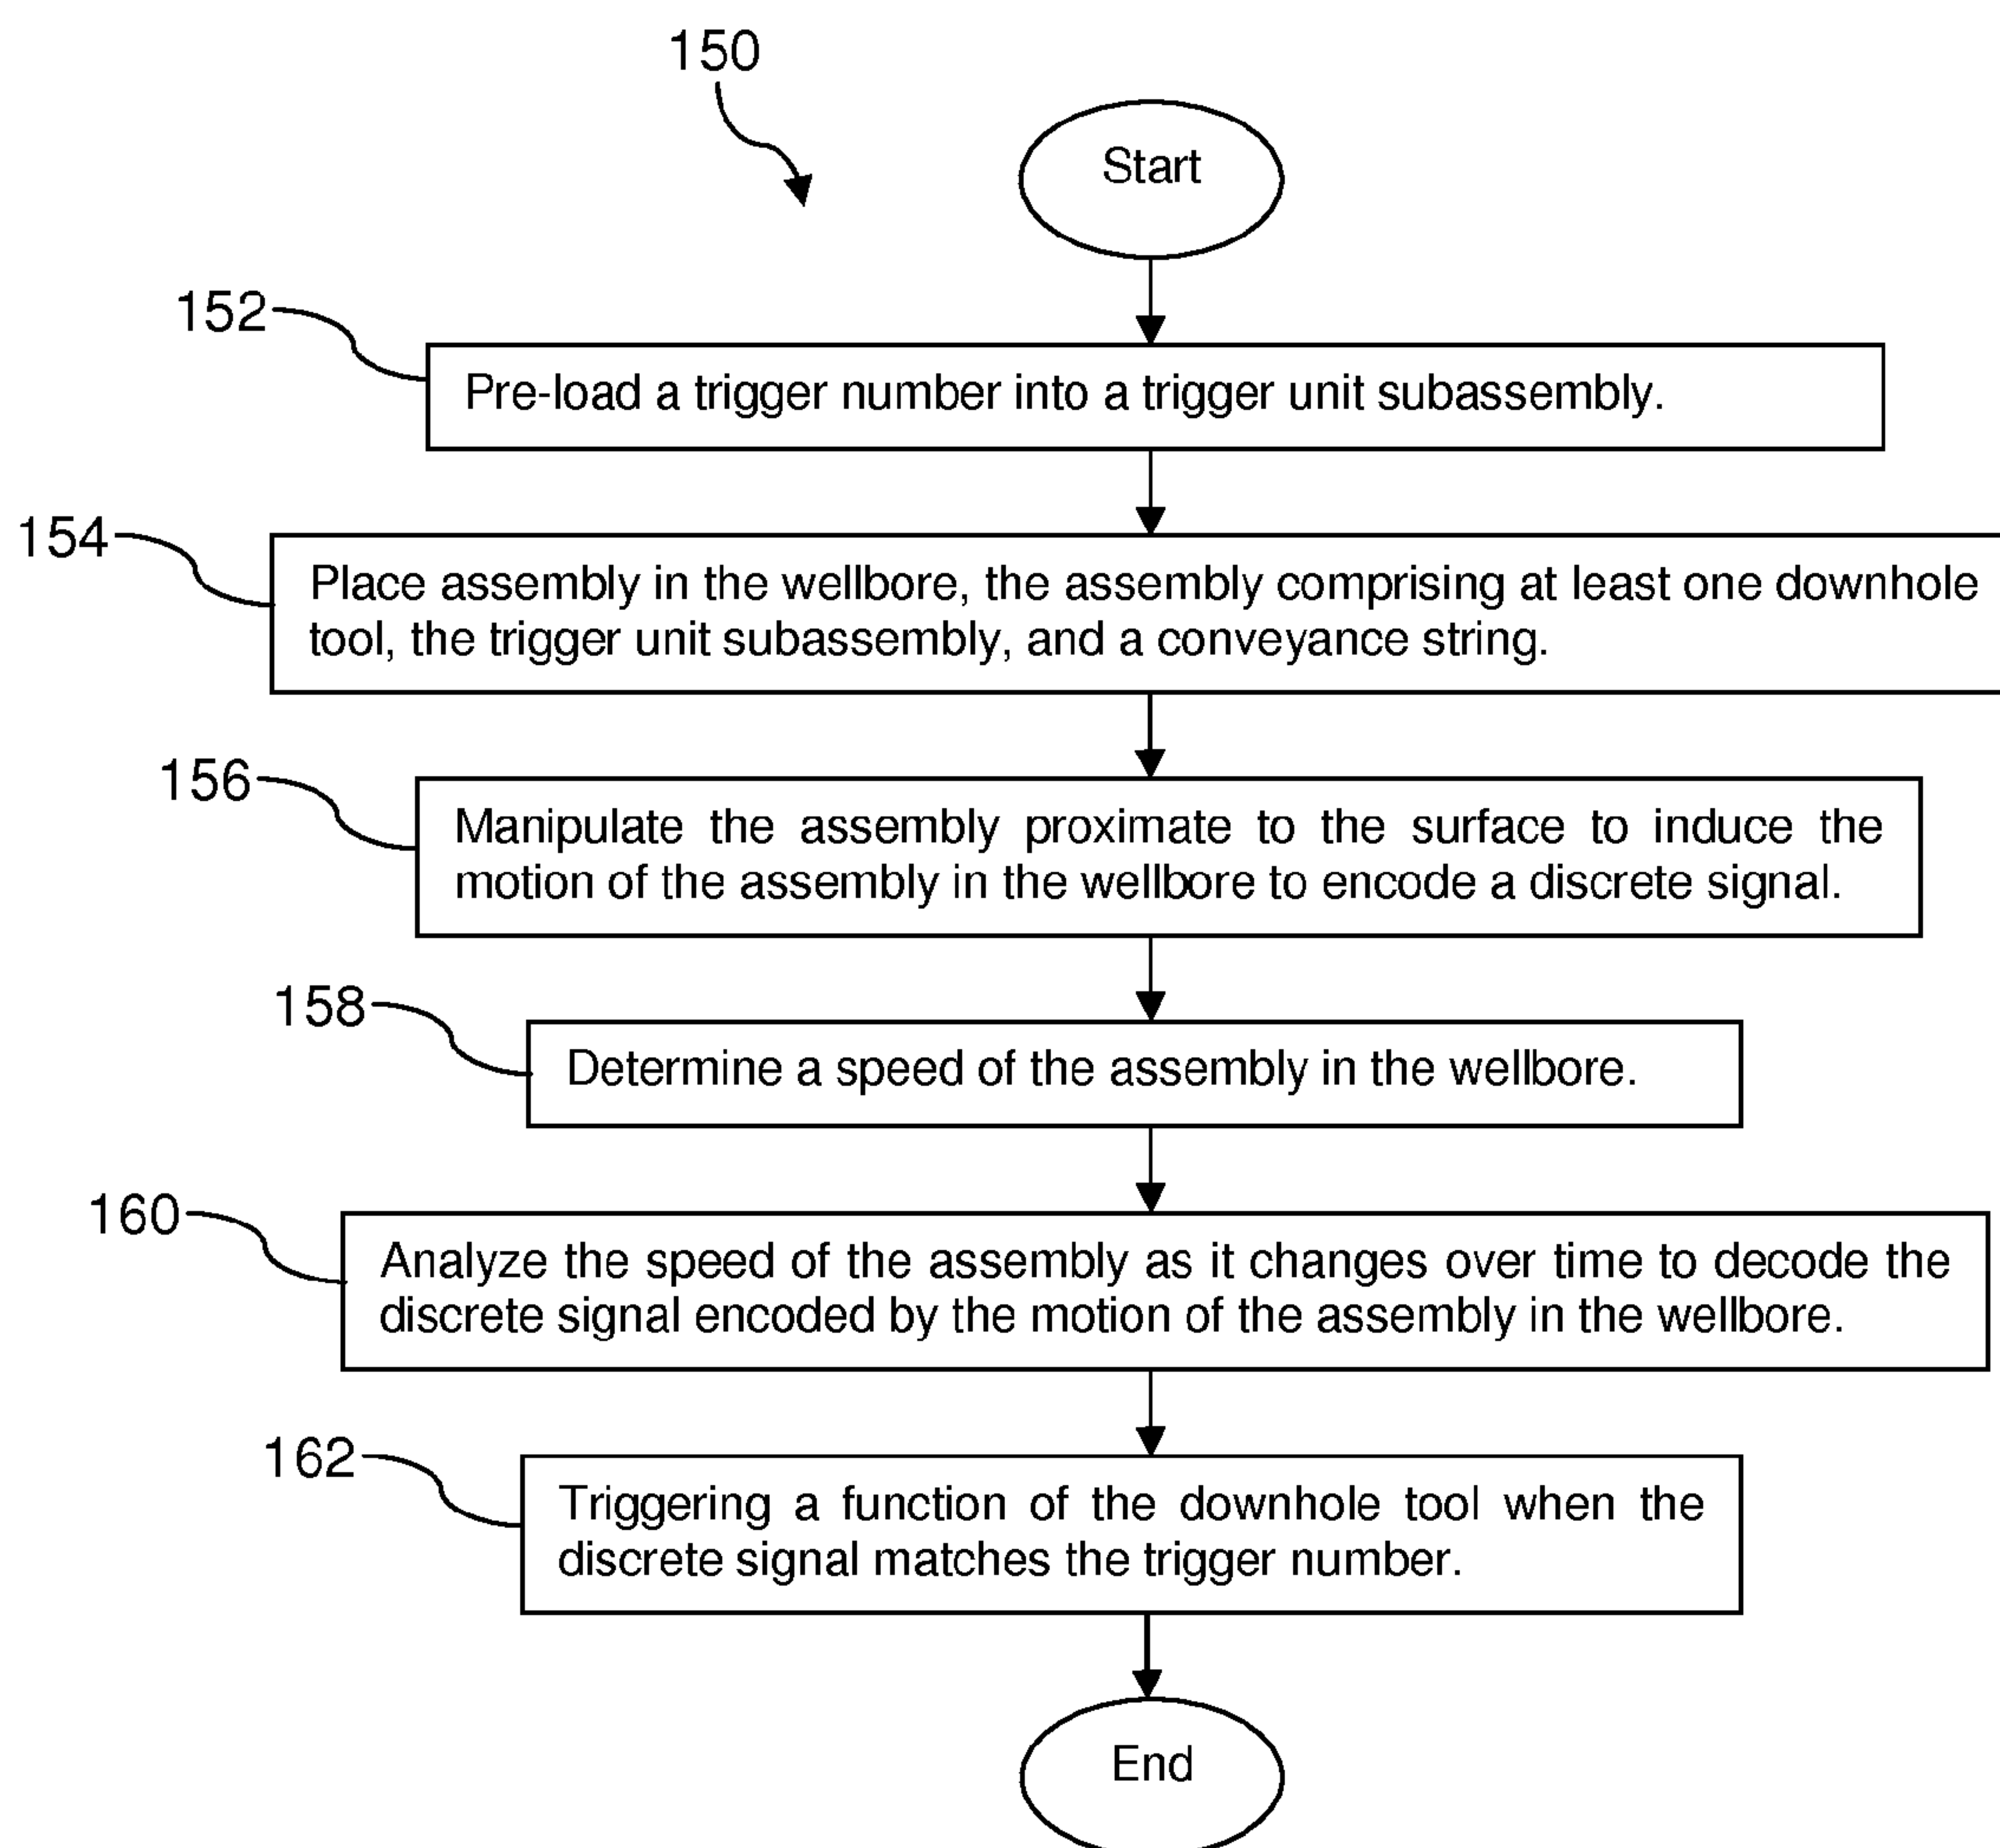 150
Start
152
Pre-load a trigger number into a trigger unit subassembly.
154
Place assembly in the wellbore, the assembly comprising at least one downhole
tool, the trigger unit subassembly, and a conveyance string.
156
Manipulate the assembly proximate to the surface to induce the
motion of the assembly in the wellbore to encode a discrete signal.
158
Determine a speed of the assembly in the wellbore.
160
Analyze the speed of the assembly as it changes over time to decode the
discrete signal encoded by the motion of the assembly in the wellbore.
162
Triggering a function of the downhole tool when the
discrete signal matches the trigger number.
End